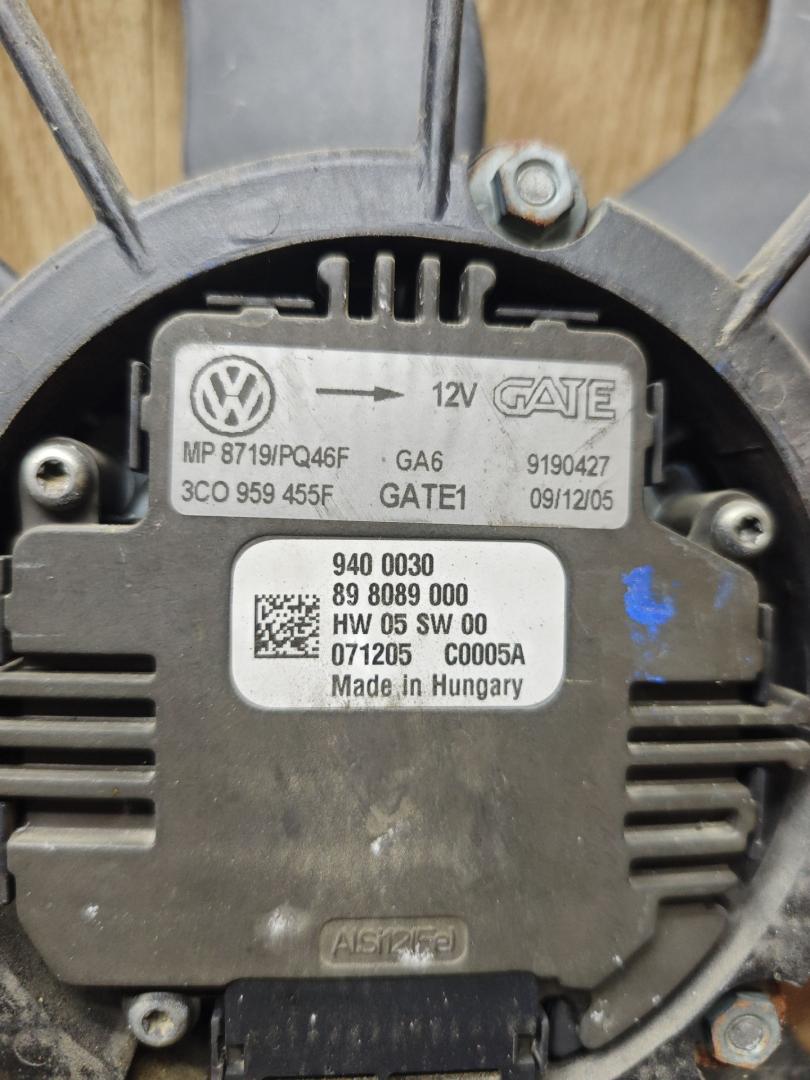 VW → 12V GATE
MP 8719/PQ46F GA6 9190427
3CO 959 455F GATE1 09/12/05
940 0030
89 8089 000
HW 05 SW 00
071205 C0005A
Made in Hungary
AlSi12(Fe)